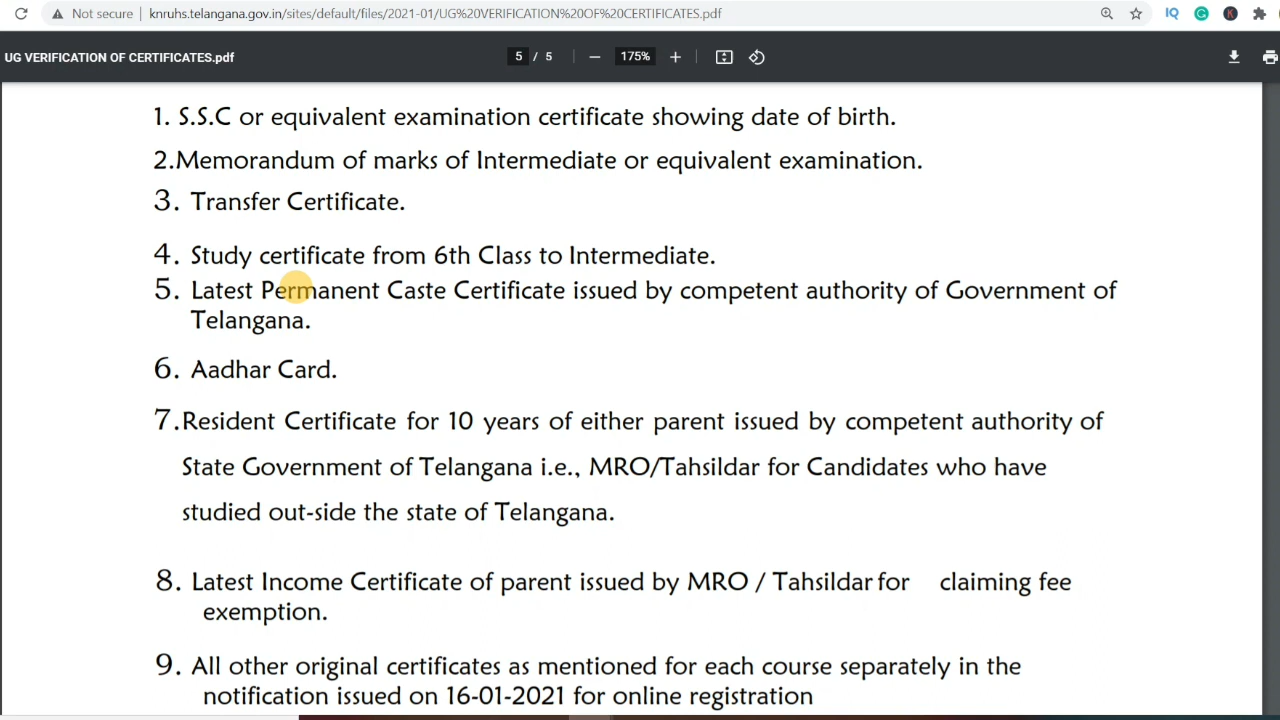 Not secure | knruhs.telangana.gov.in/sites/default/files/2021-01/UG%20VERIFICATION%20OF%20CERTIFICATES.pdf
IQ
K
UG VERIFICATION OF CERTIFICATES.pdf
5 / 5
175%
1. S.S.C or equivalent examination certificate showing date of birth.
2.Memorandum of marks of Intermediate or equivalent examination.
3. Transfer Certificate.
4. Study certificate from 6th Class to Intermediate.
5. Latest Permanent Caste Certificate issued by competent authority of Government of
Telangana.
6. Aadhar Card.
7.Resident Certificate for 10 years of either parent issued by competent authority of
State Government of Telangana i.e., MRO/Tahsildar for Candidates who have
studied out-side the state of Telangana.
8. Latest Income Certificate of parent issued by MRO / Tahsildar for claiming fee
exemption.
9. All other original certificates as mentioned for each course separately in the
notification issued on 16-01-2021 for online registration